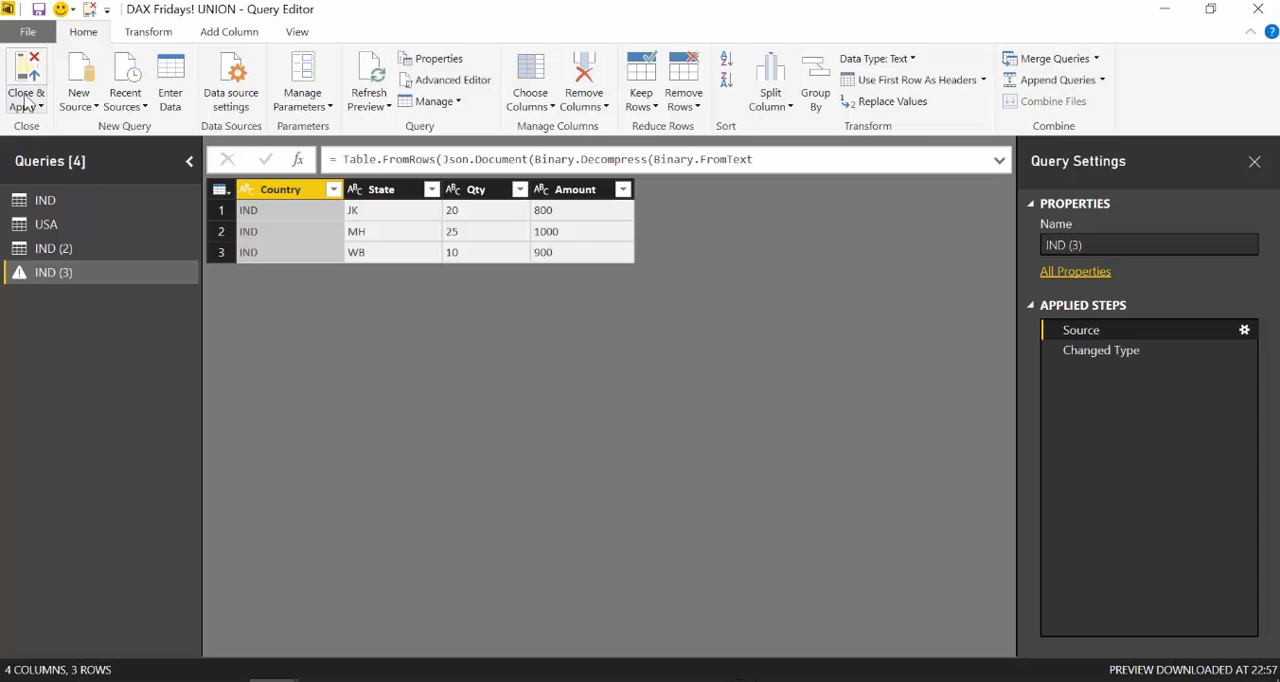 DAX Fridays! UNION - Query Editor
File Home Transform Add Column View
Close & Apply
New Source
Recent Sources
Enter Data
Data source settings
Manage Parameters
Refresh Preview
Properties
Advanced Editor
Manage
Choose Columns
Remove Columns
Keep Rows
Remove Rows
Split Column
Group By
Data Type: Text
Use First Row As Headers
Replace Values
Merge Queries
Append Queries
Combine Files
Close New Query Data Sources Parameters Query Manage Columns Reduce Rows Sort Transform Combine
Queries [4]
IND
USA
IND (2)
IND (3)
= Table.FromRows(Json.Document(Binary.Decompress(Binary.FromText
Country State Qty Amount
1 IND JK 20 800
2 IND MH 25 1000
3 IND WB 10 900
Query Settings
PROPERTIES
Name
IND (3)
All Properties
APPLIED STEPS
Source
Changed Type
4 COLUMNS, 3 ROWS
PREVIEW DOWNLOADED AT 22:57